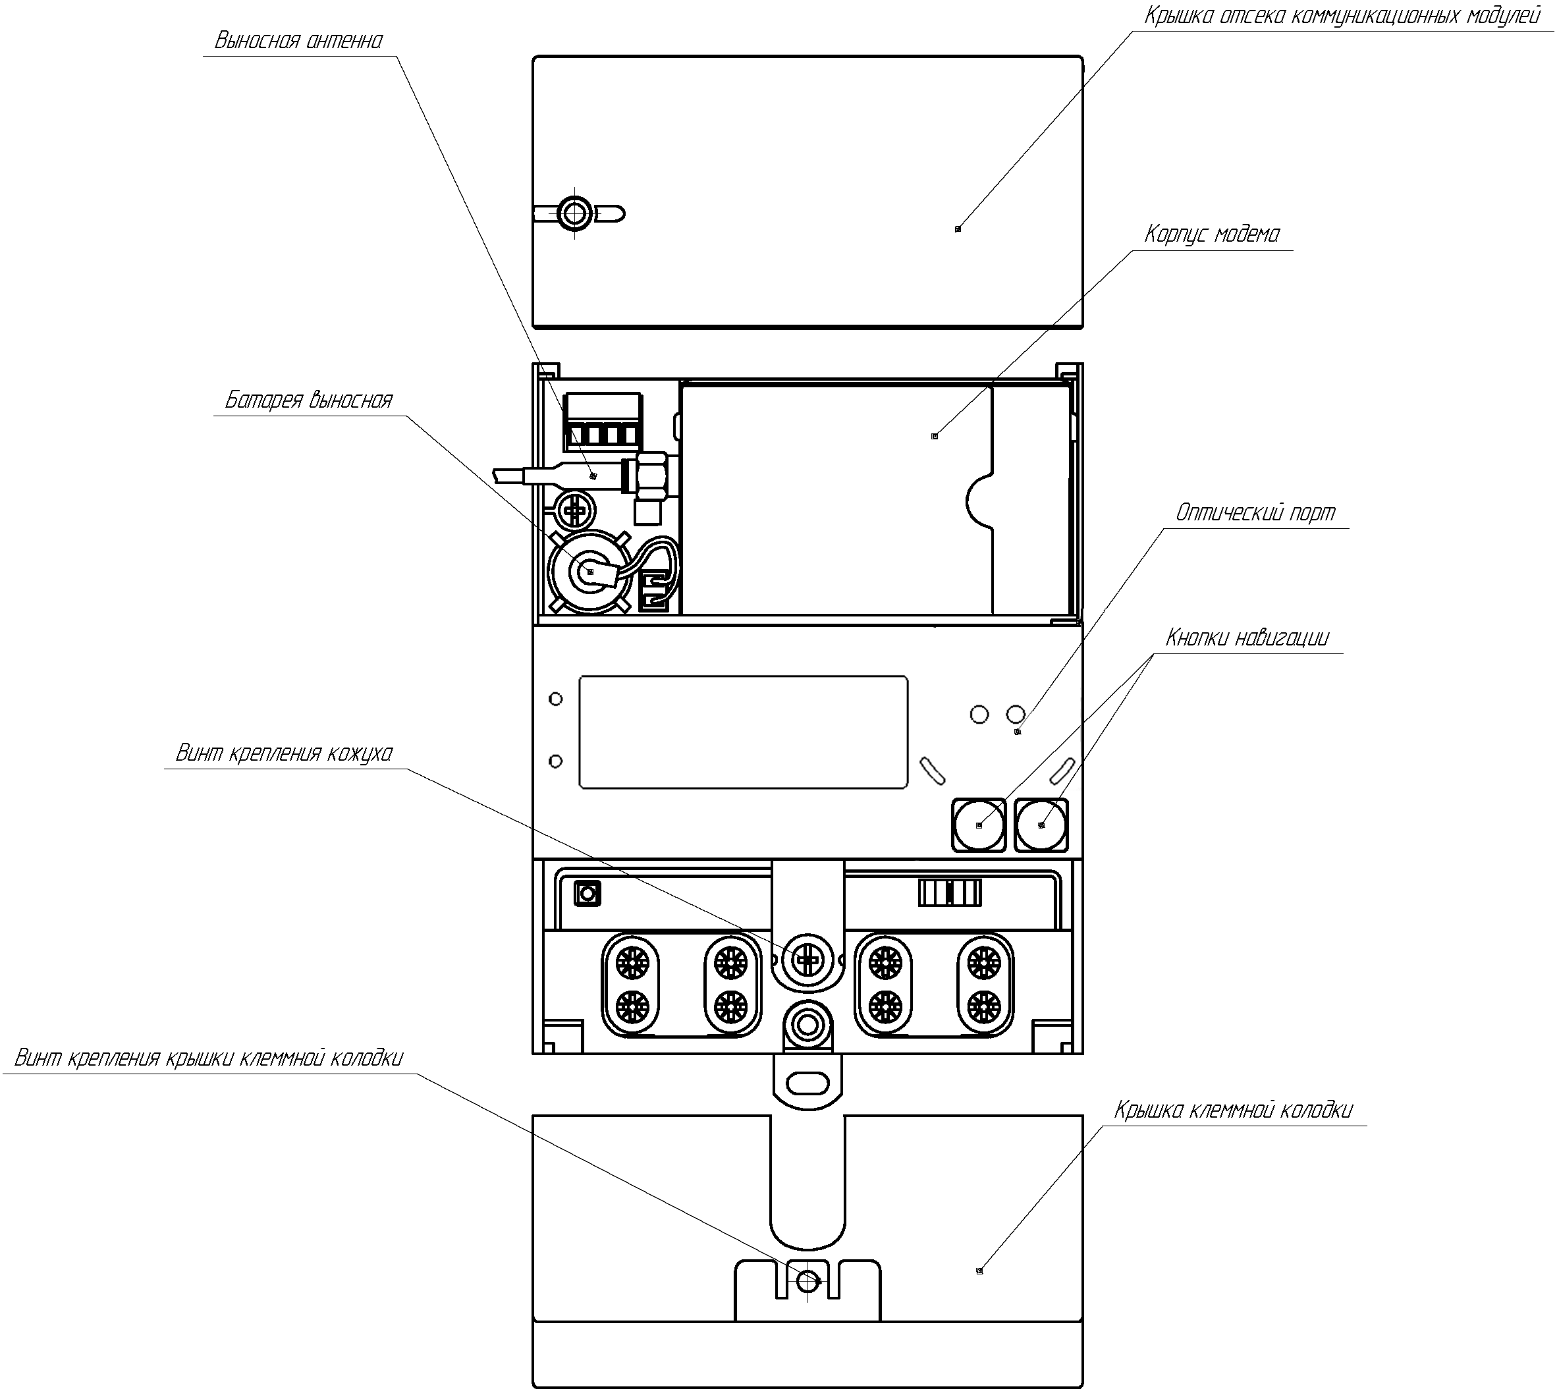 Крышка отсека коммуникационных модулей
Выносная антенна
Корпус модема
Батарея выносная
Оптический порт
Кнопки навигации
Винт крепления кожуха
Винт крепления крышки клеммной колодки
Крышка клеммной колодки